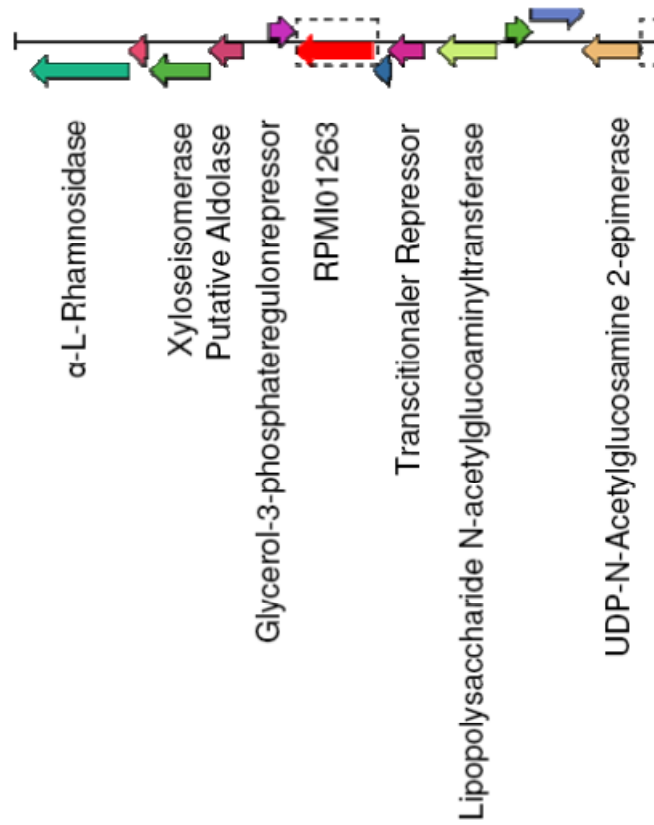 α-L-Rhamnosidase
Xyloseisomerase
Putative Aldolase
Glycerol-3-phosphateregulonrepressor
RPMI01263
Transcitionaler Repressor
Lipopolysaccharide N-acetylglucoaminyltransferase
UDP-N-Acetylglucosamine 2-epimerase